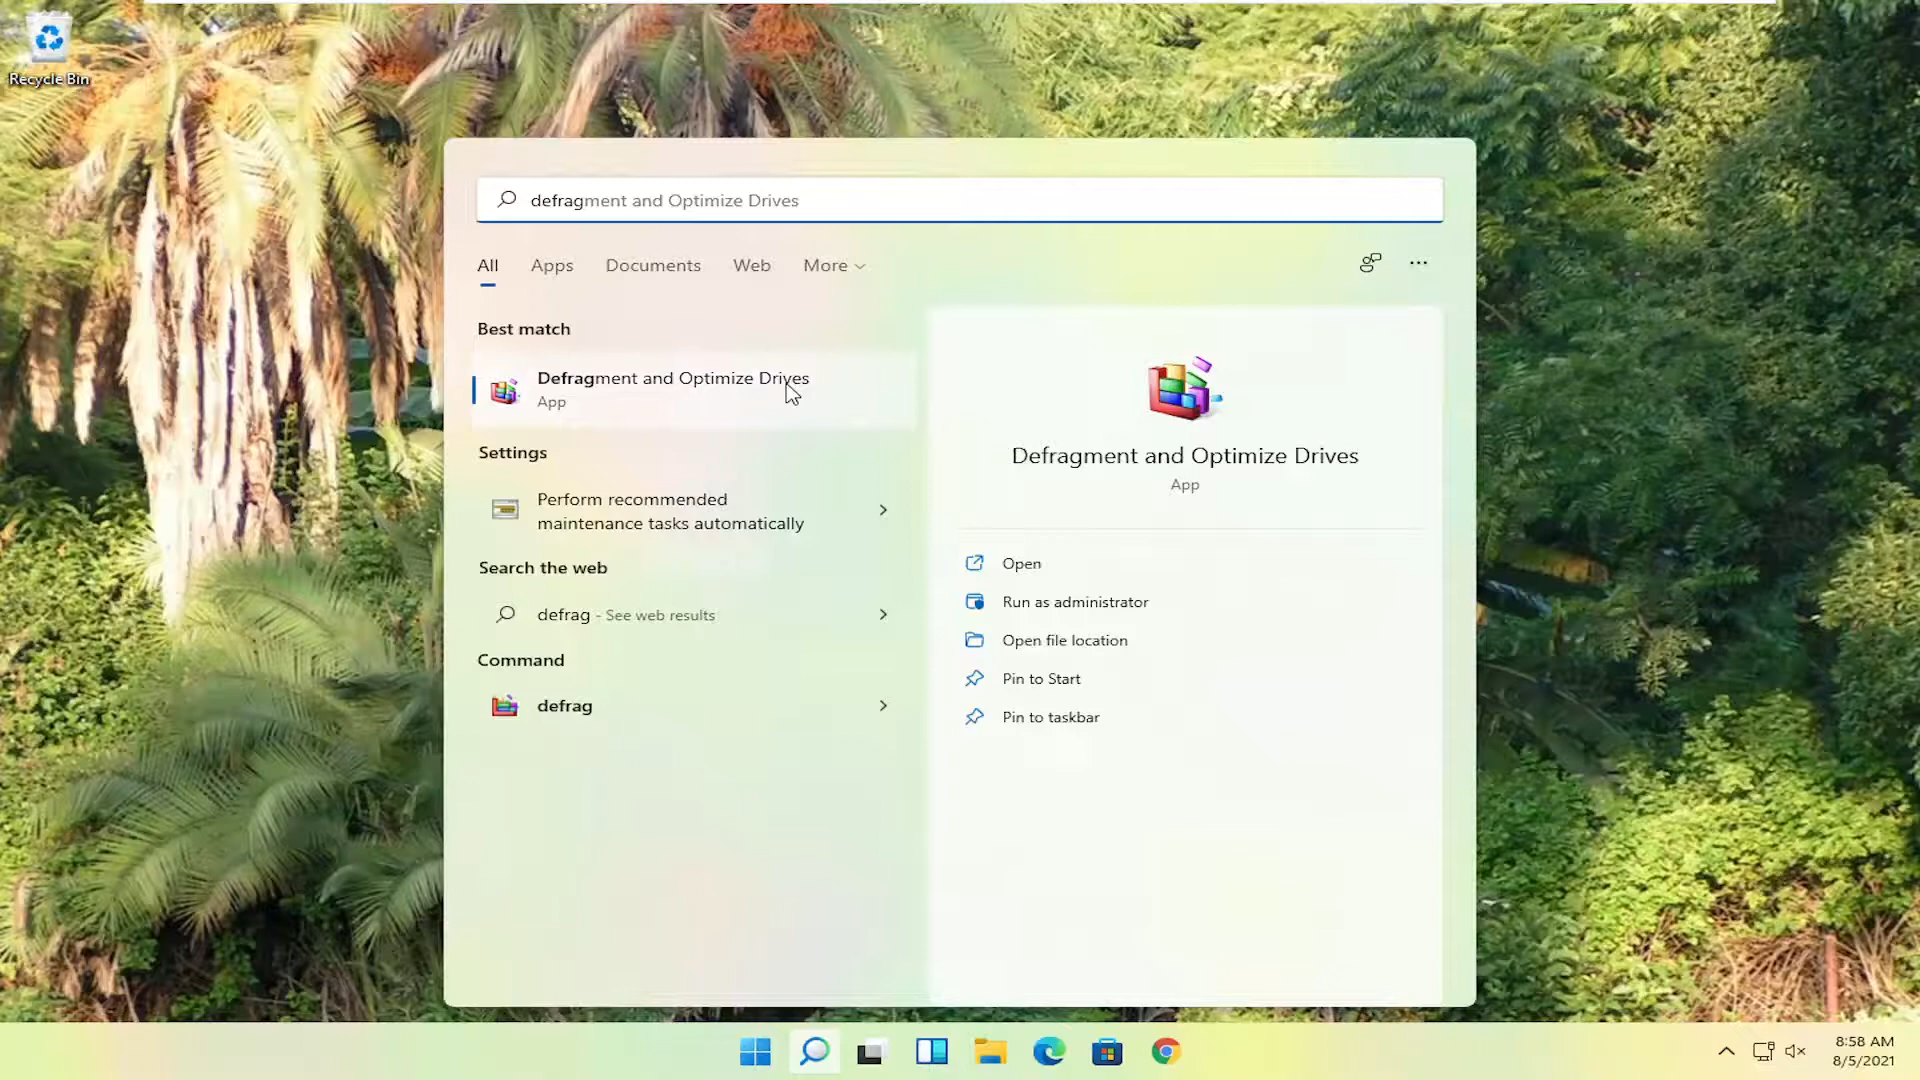 Recycle Bin
defragment and Optimize Drives
All Apps Documents Web More
Best match
Defragment and Optimize Drives
App
Settings
Perform recommended
maintenance tasks automatically
Search the web
defrag - See web results
Command
defrag
Defragment and Optimize Drives
App
Open
Run as administrator
Open file location
Pin to Start
Pin to taskbar
8:58 AM
8/5/2021